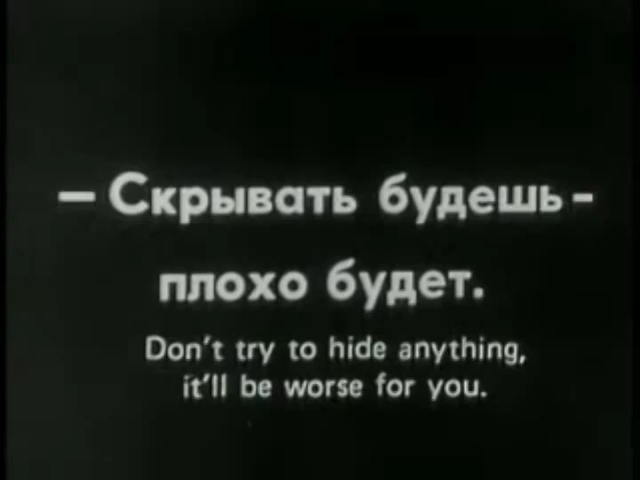 — Скрывать будешь -
плохо будет.
Don't try to hide anything,
it'll be worse for you.